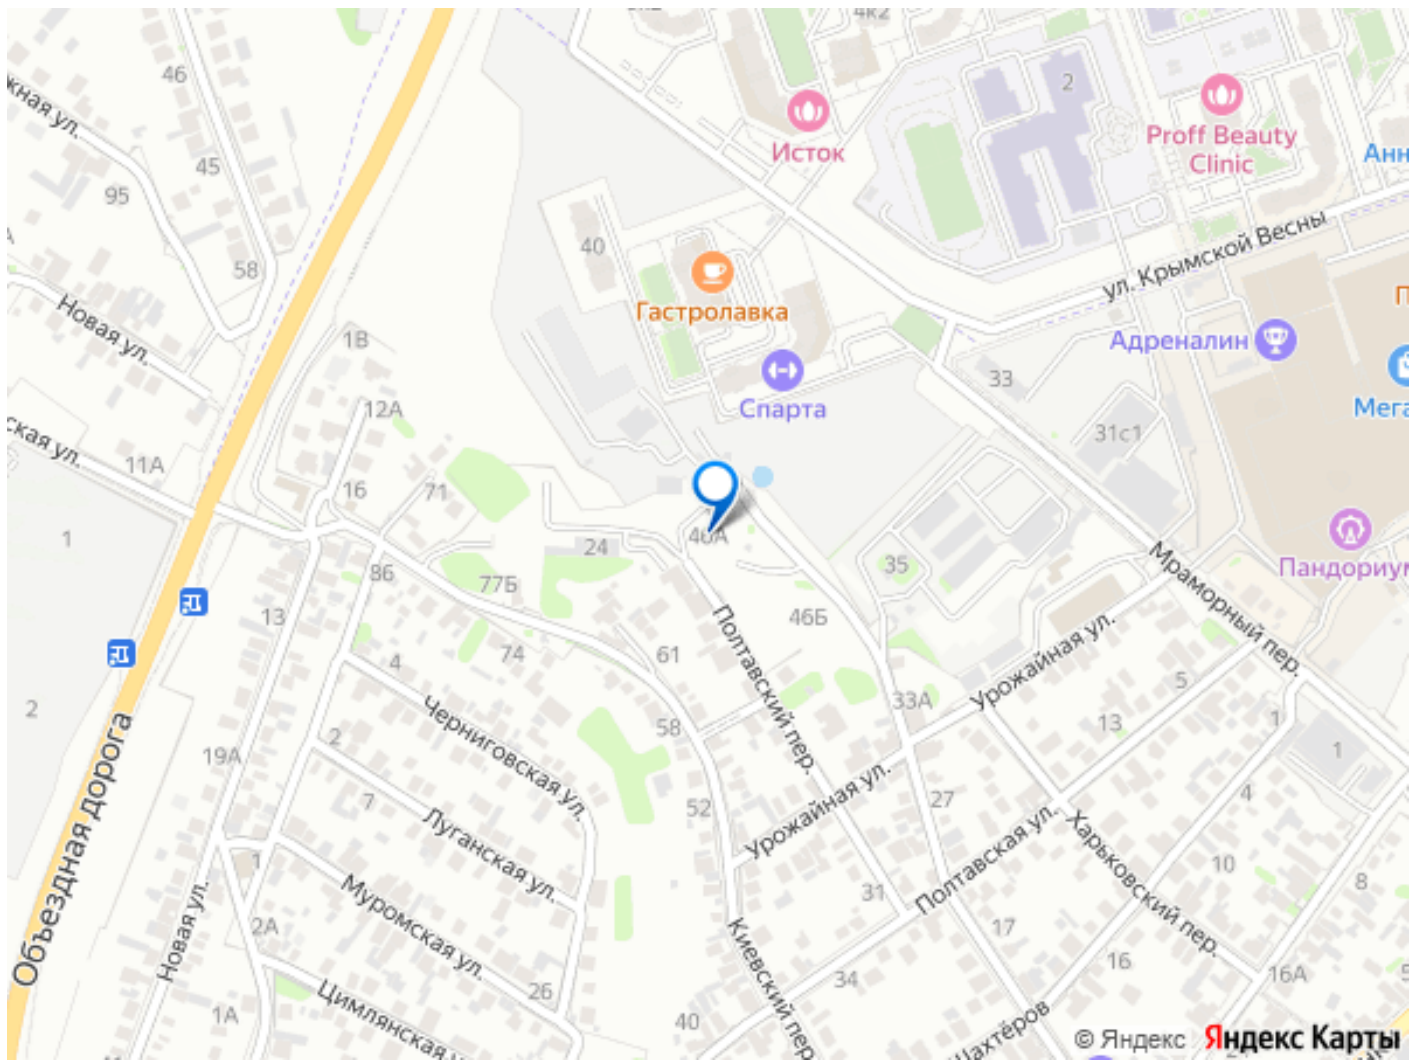 4к2
46
2
жная ул.
Proff Beauty
Clinic
Исток
Анн
45
95
ул. Крымской Весны
40
58
Гастролавка
Новая ул.
1В
Адреналин
33
Спарта
Мега
12А
ская ул.
31с1
11А
16
71
1
46А
24
35
Мраморный пер.
Пандориум
86
77Б
13
46Б
Полтавский пер.
Урожайная ул.
4
74
61
5
2
33А
Черниговская ул.
58
13
1
Объездная дорога
19А
2
1
7
52
27
4
Урожайная ул.
Луганская ул.
Харьковский пер.
Полтавская ул.
1
10
Муромская ул.
31
8
Новая ул.
2А
17
Киевский пер.
16
16А
34
26
Цимлянская ул.
1А
40
Шахтёров
© Яндекс Яндекс Карты